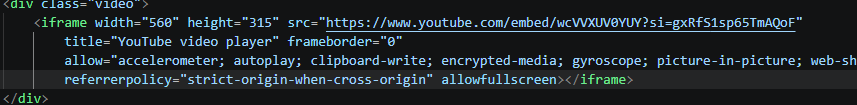 <div class="video">
<iframe width="560" height="315" src="https://www.youtube.com/embed/wcVVXUV0YUY?si=gxRfS1sp65TmAQoF"
title="YouTube video player" frameborder="0"
allow="accelerometer; autoplay; clipboard-write; encrypted-media; gyroscope; picture-in-picture; web-sh
referrerpolicy="strict-origin-when-cross-origin" allowfullscreen></iframe>
</div>